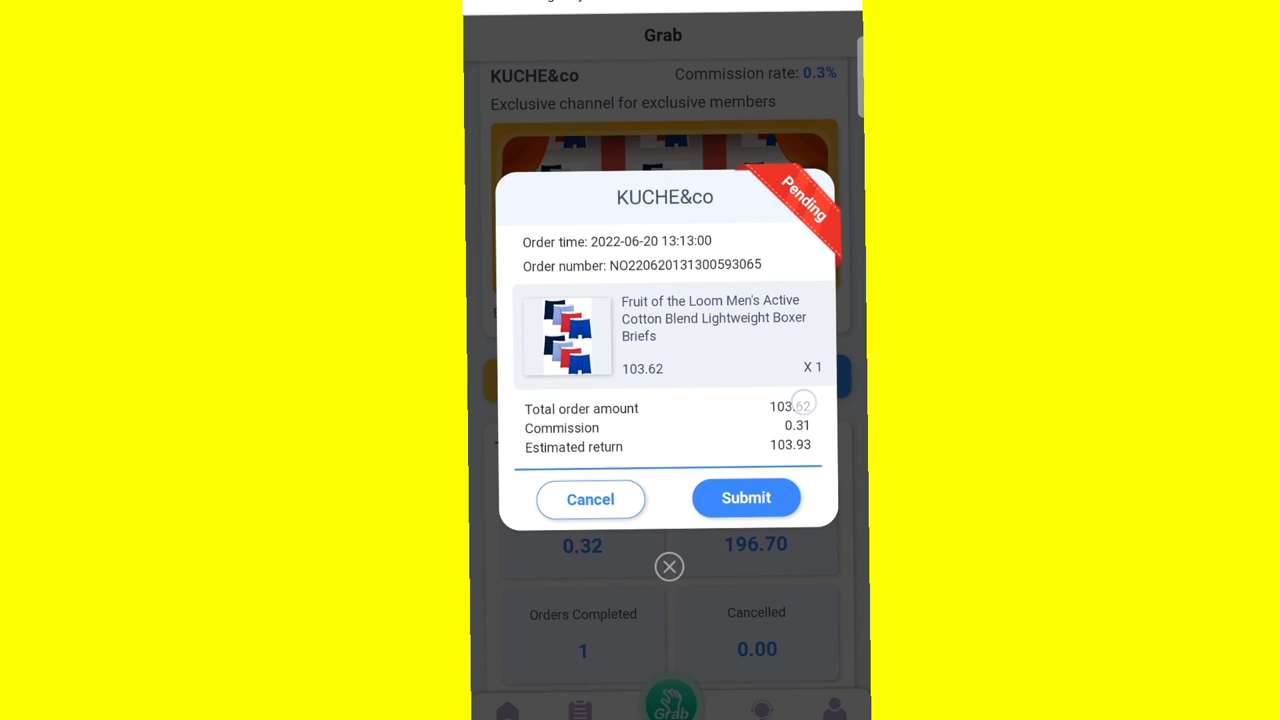 Grab
KUCHE&co
Commission rate: 0.3%
Exclusive channel for exclusive members
KUCHE&co
Pending
Order time: 2022-06-20 13:13:00
Order number: NO220620131300593065
Fruit of the Loom Men's Active
Cotton Blend Lightweight Boxer
Briefs
103.62
X 1
Total order amount
103.62
Commission
0.31
Estimated return
103.93
Cancel
Submit
0.32
196.70
Orders Completed
Cancelled
1
0.00
Grab